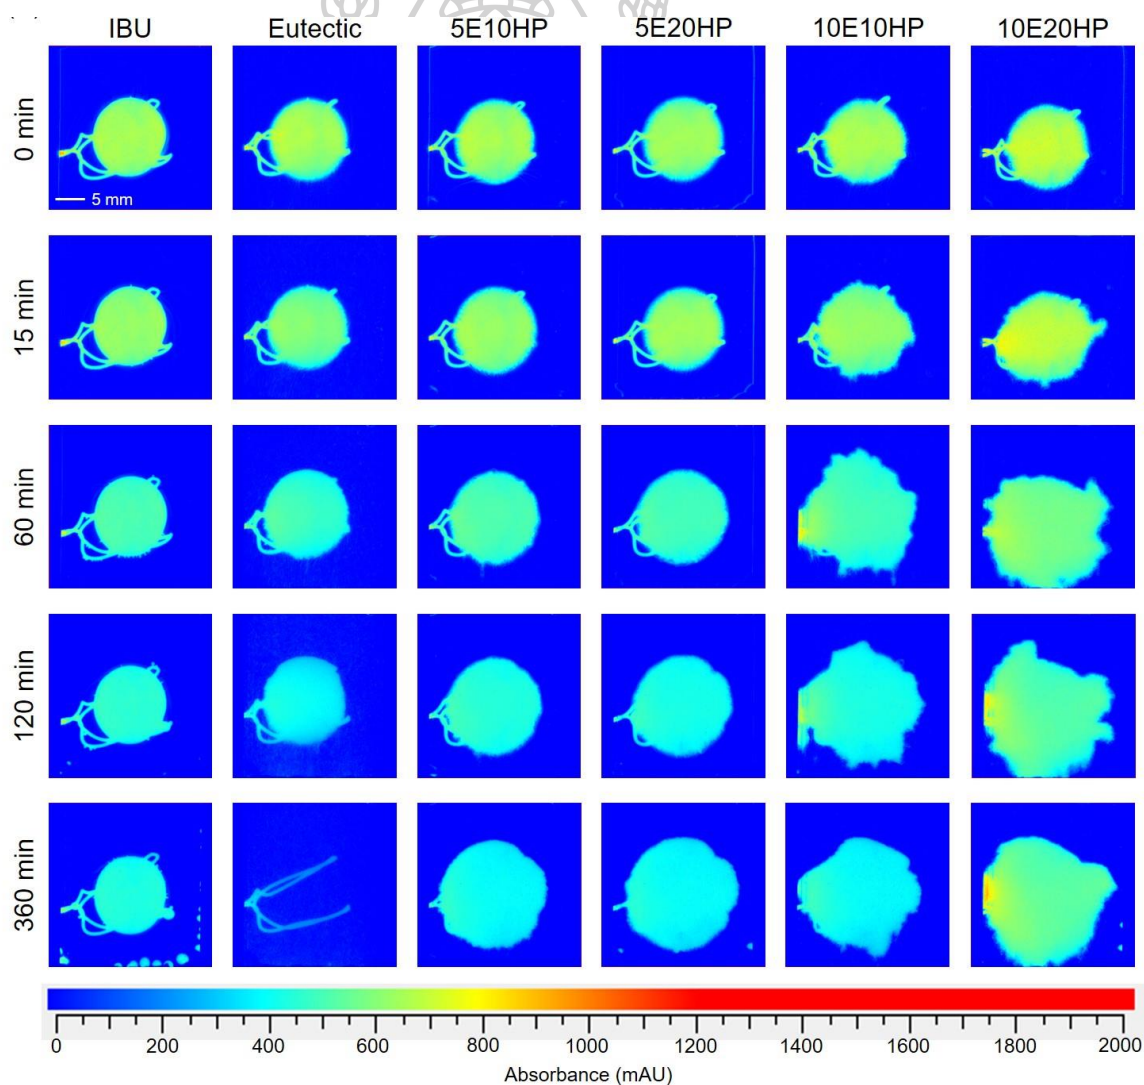 IBU Eutectic 5E10HP 5E20HP 10E10HP 10E20HP
0 min
5 mm
15 min
60 min
120 min
360 min
0 200 400 600 800 1000 1200 1400 1600 1800 2000
Absorbance (mAU)